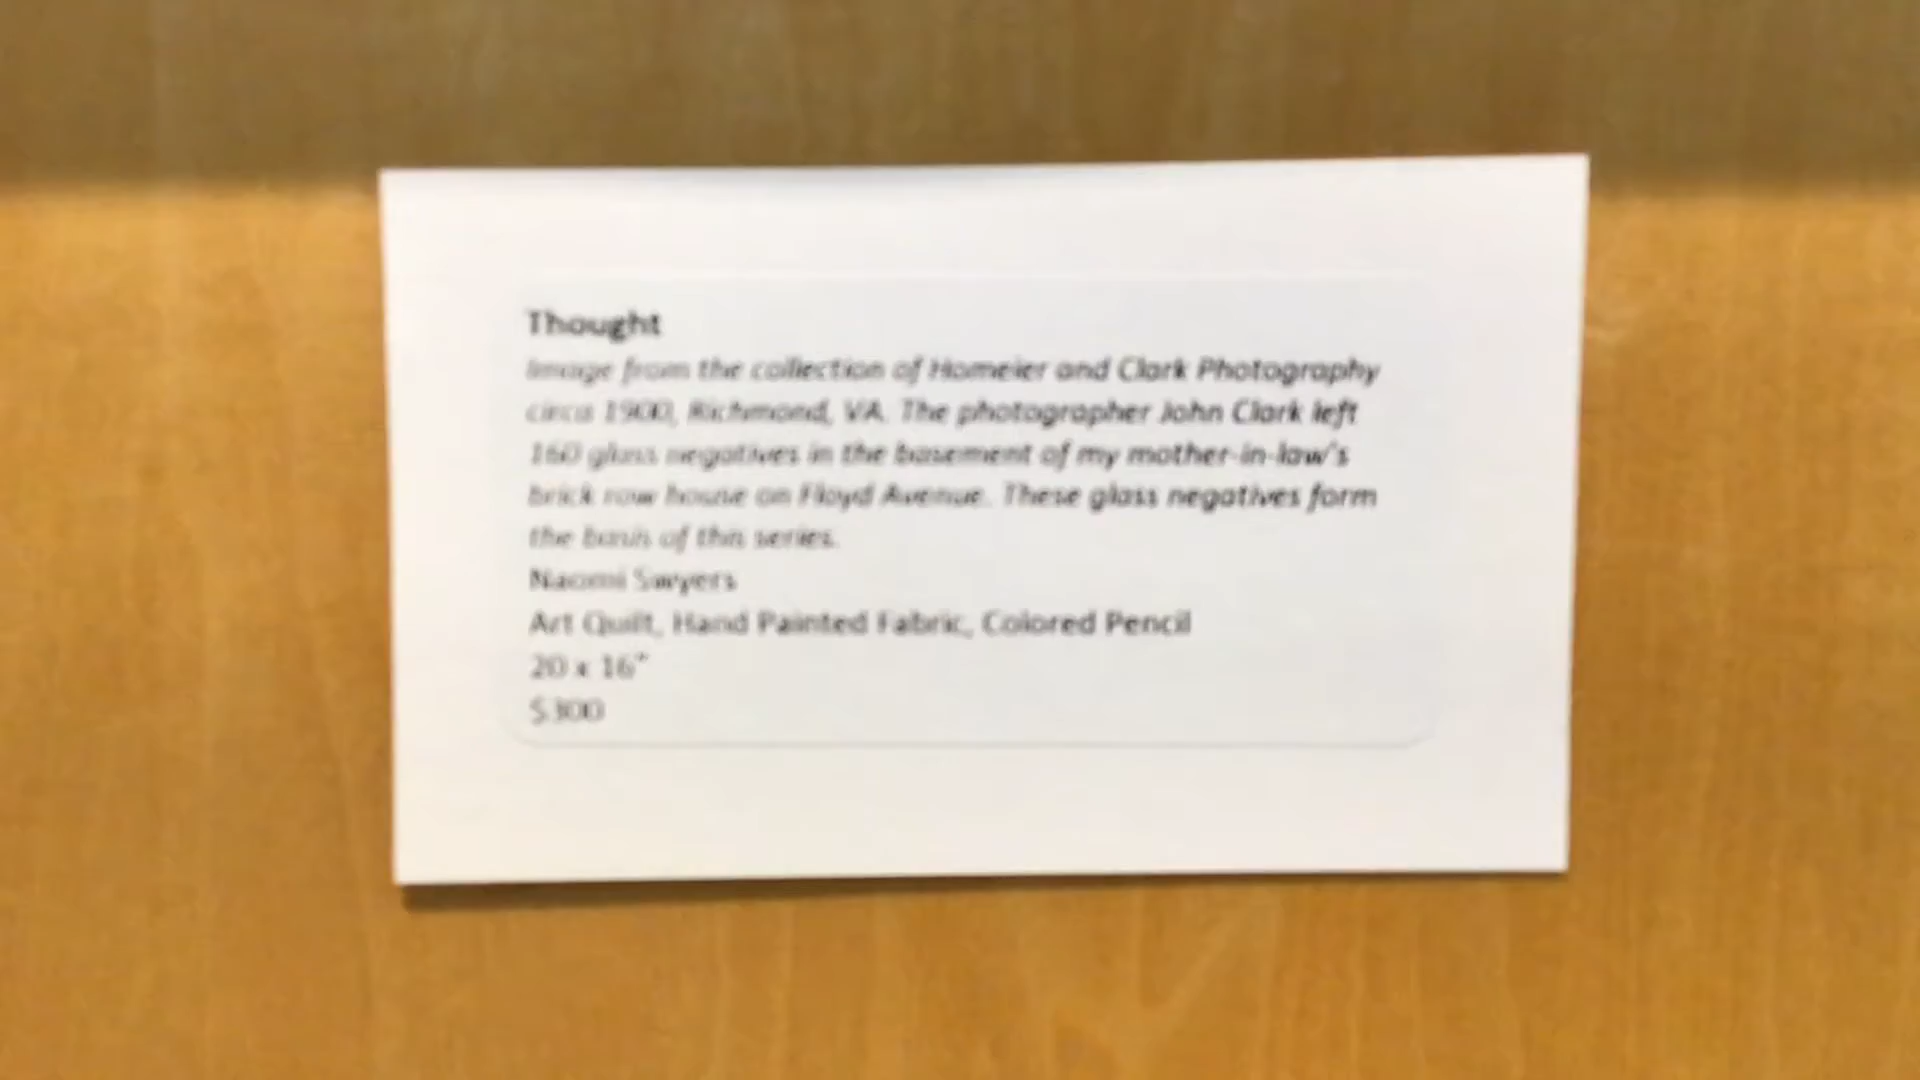 Thought
Image from the collection of Homeier and Clark Photography
circa 1900, Richmond, VA. The photographer John Clark left
160 glass negatives in the basement of my mother-in-law's
brick row house on Floyd Avenue. These glass negatives form
the basis of this series.
Naomi Swyers
Art Quilt, Hand Painted Fabric, Colored Pencil
20 x 16"
$300